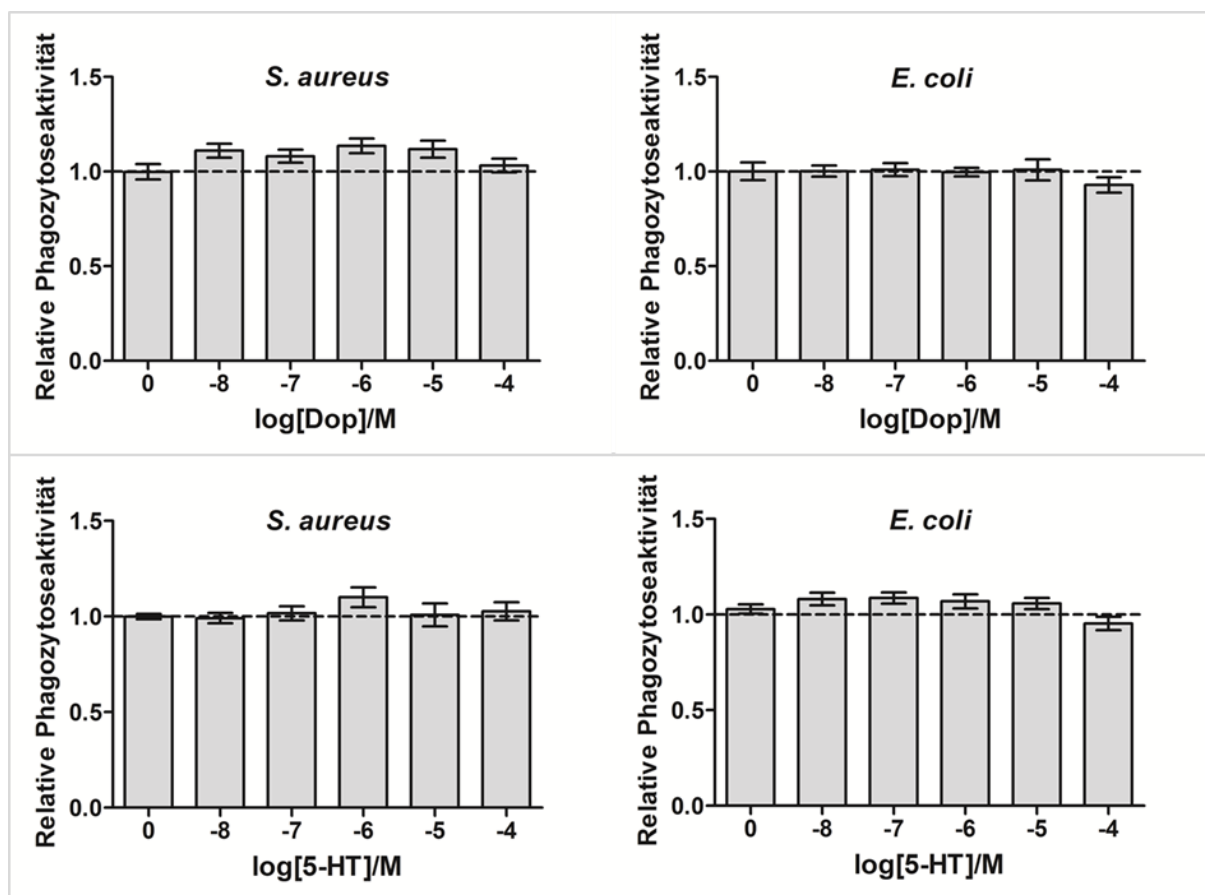 S. aureus
Relative Phagozytoseaktivität
1.5
1.0
0.5
0.0
0 -8 -7 -6 -5 -4
log[Dop]/M
E. coli
Relative Phagozytoseaktivität
1.5
1.0
0.5
0.0
0 -8 -7 -6 -5 -4
log[Dop]/M
S. aureus
Relative Phagozytoseaktivität
1.5
1.0
0.5
0.0
0 -8 -7 -6 -5 -4
log[5-HT]/M
E. coli
Relative Phagozytoseaktivität
1.5
1.0
0.5
0.0
0 -8 -7 -6 -5 -4
log[5-HT]/M